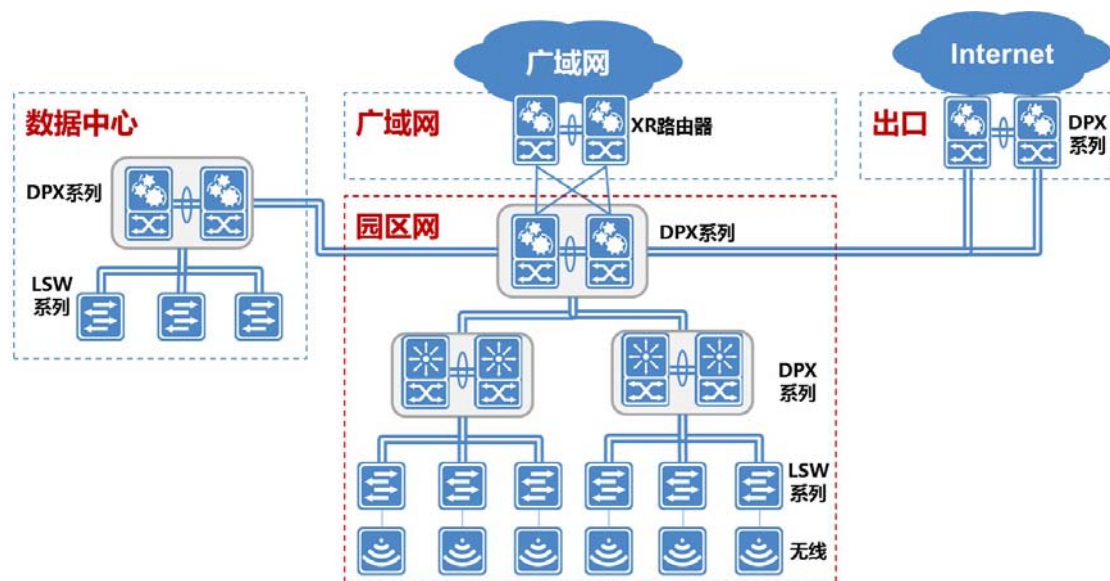 广域网
Internet
数据中心
广域网
XR路由器
出口
DPX
系列
DPX系列
园区网
DPX系列
LSW
系列
DPX
系列
LSW
系列
无线